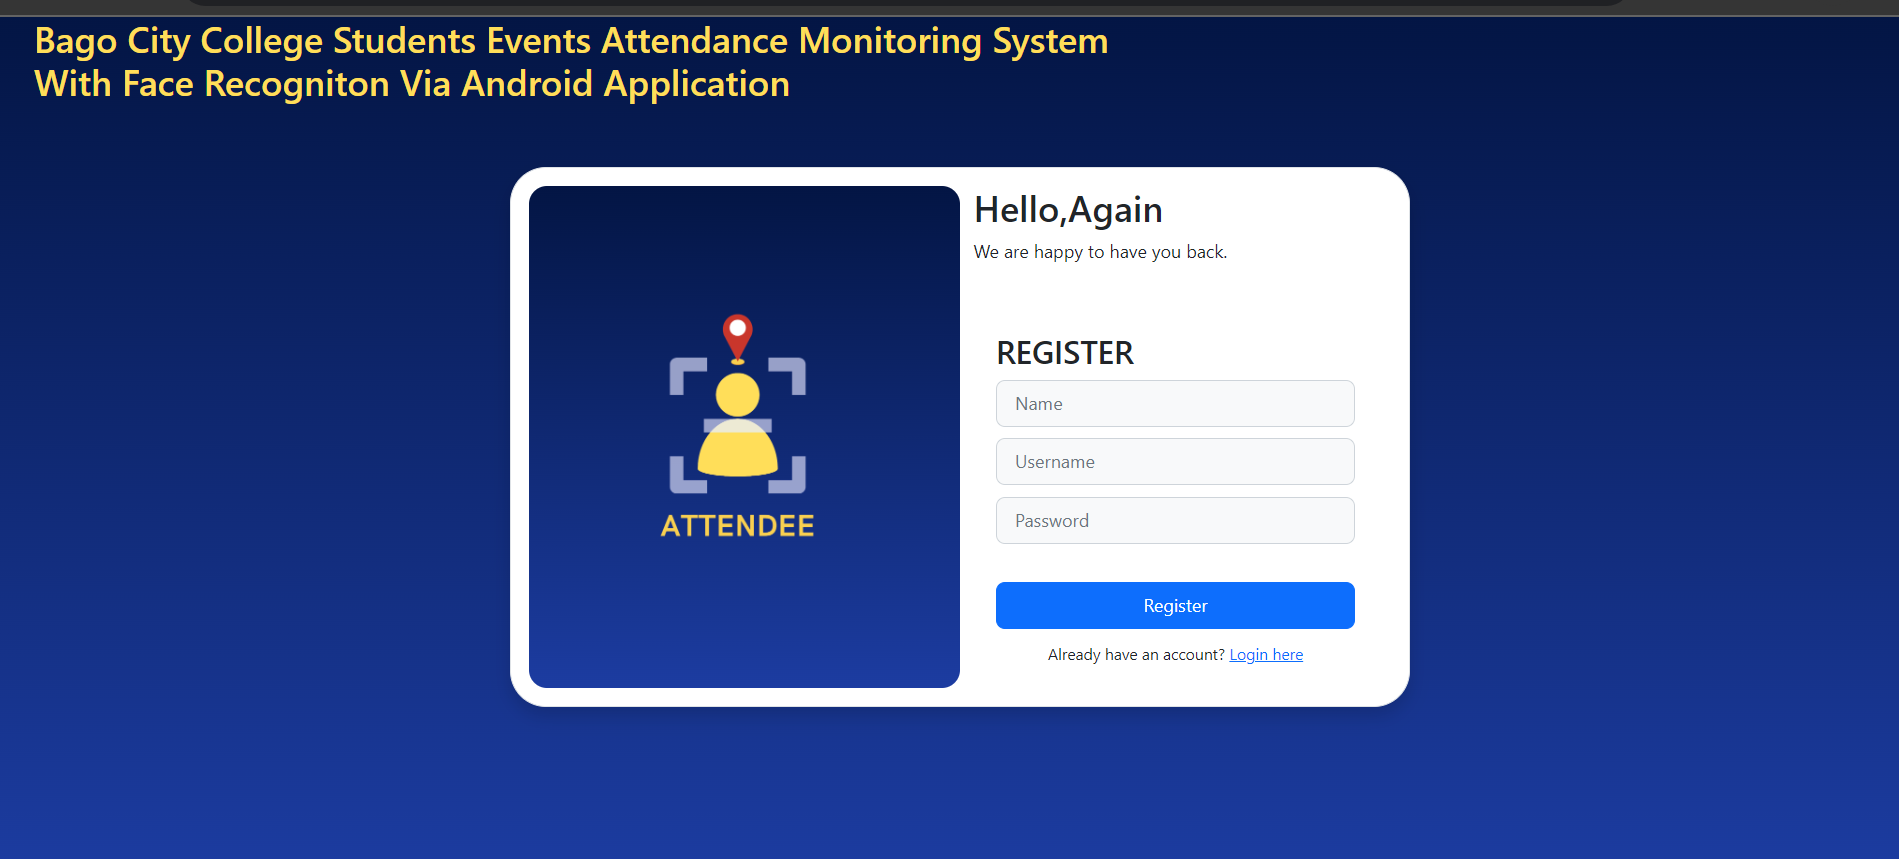 Bago City College Students Events Attendance Monitoring System
With Face Recogniton Via Android Application
ATTENDEE
Hello,Again
We are happy to have you back.
REGISTER
Name
Username
Password
Register
Already have an account? Login here